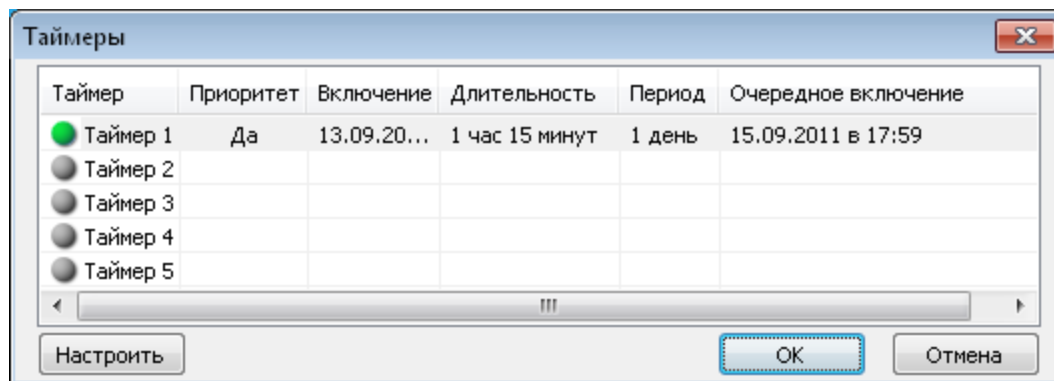 Таймеры
Таймер Приоритет Включение Длительность Период Очередное включение
Таймер 1 Да 13.09.20... 1 час 15 минут 1 день 15.09.2011 в 17:59
Таймер 2
Таймер 3
Таймер 4
Таймер 5
Настроить OK Отмена